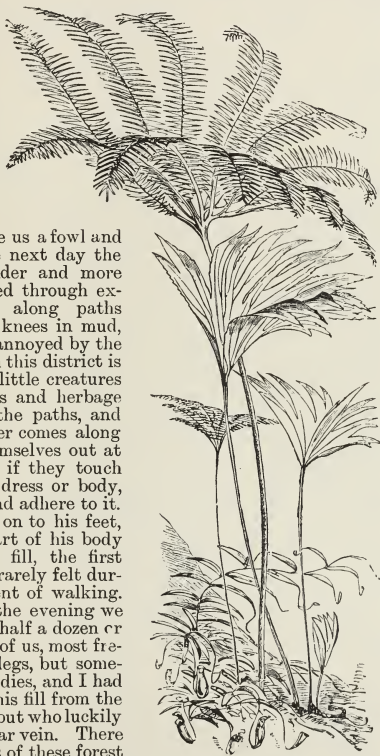 e us a fowl and
next day the
der and more
ed through ex-
along paths
knees in mud,
annoyed by the
this district is
little creatures
s and herbage
the paths, and
er comes along
mselves out at
if they touch
dress or body,
nd adhere to it.
on to his feet,
rt of his body
fill, the first
rarely felt dur-
ent of walking.
the evening we
half a dozen or
of us, most fre-
legs, but some-
dies, and I had
his fill from the
out who luckily
ar vein. There
s of these forest